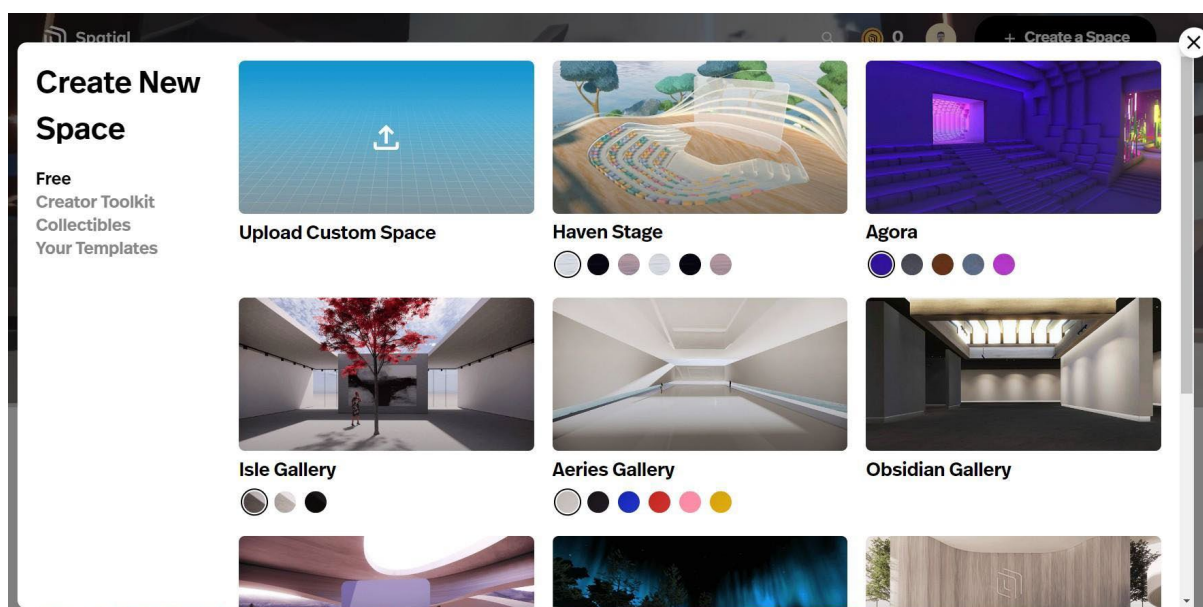 Spatial
0
+ Create a Space
Create New
Space
Free
Creator Toolkit
Collectibles
Your Templates
Upload Custom Space
Haven Stage
Agora
Isle Gallery
Aeries Gallery
Obsidian Gallery